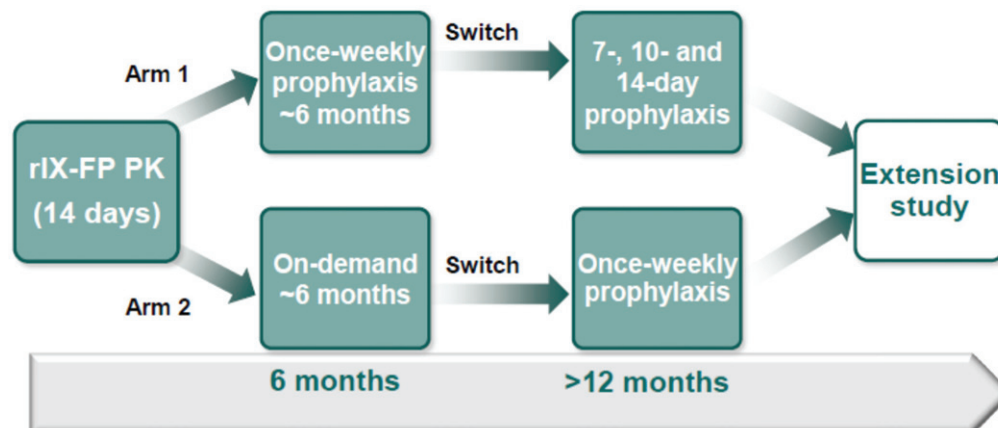 rIX-FP PK
(14 days)
Arm 1
Once-weekly
prophylaxis
~6 months
Switch
7-, 10- and
14-day
prophylaxis
Arm 2
On-demand
~6 months
Switch
Once-weekly
prophylaxis
Extension
study
6 months
>12 months